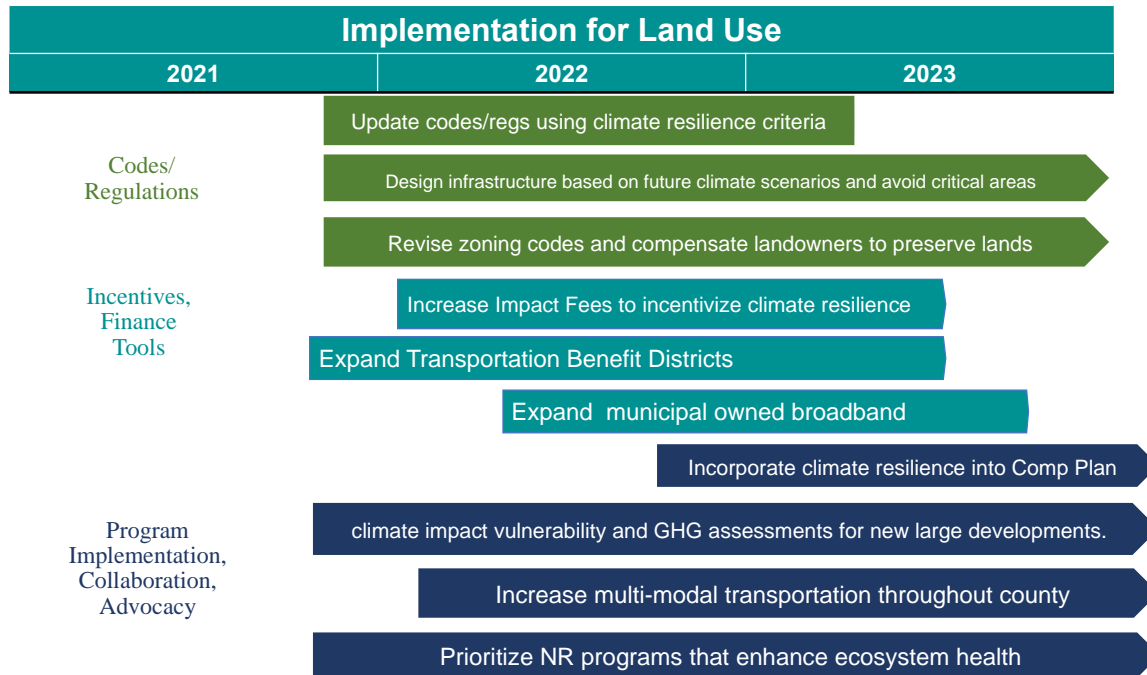 Implementation for Land Use
2021 2022 2023
Update codes/regs using climate resilience criteria
Codes/
Regulations
Design infrastructure based on future climate scenarios and avoid critical areas
Revise zoning codes and compensate landowners to preserve lands
Incentives,
Finance
Tools
Increase Impact Fees to incentivize climate resilience
Expand Transportation Benefit Districts
Expand  municipal owned broadband
Incorporate climate resilience into Comp Plan
Program
Implementation,
Collaboration,
Advocacy
climate impact vulnerability and GHG assessments for new large developments.
Increase multi-modal transportation throughout county
Prioritize NR programs that enhance ecosystem health